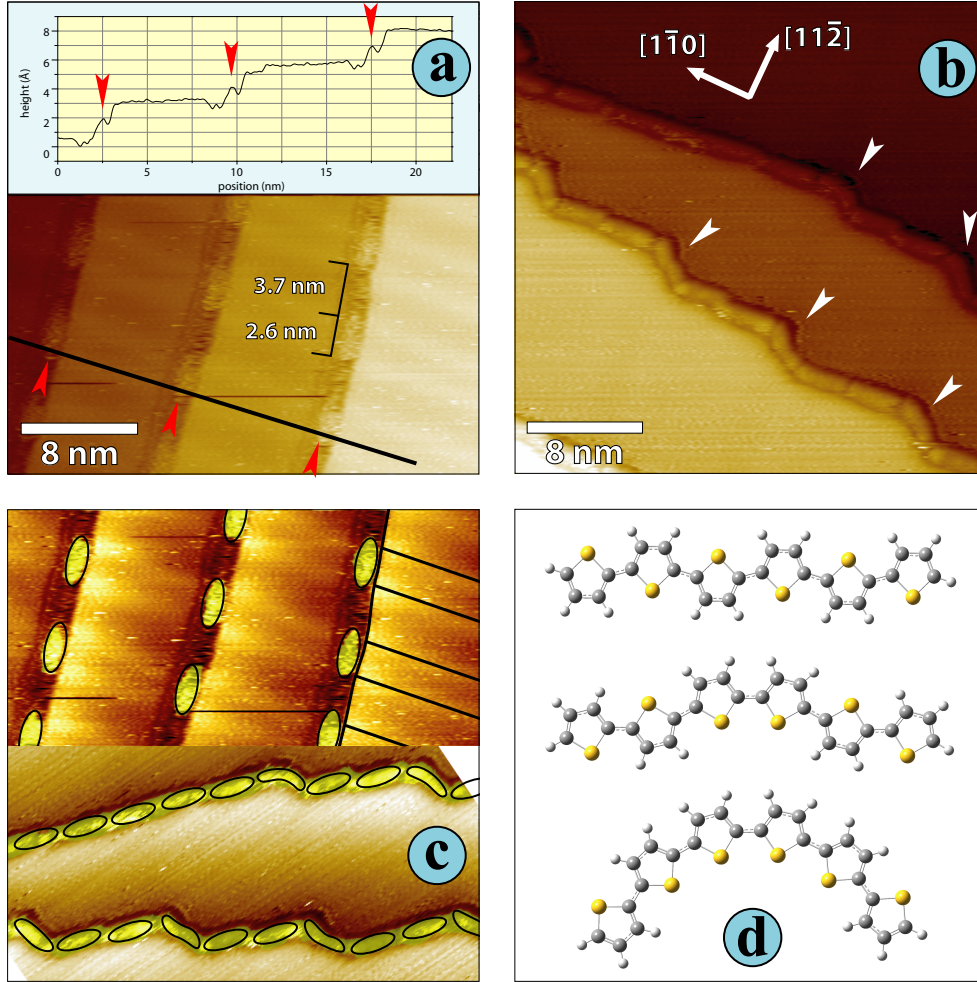 8
6
4
2
0
height (Å)
0
5
10
15
20
position (nm)
a
3.7 nm
2.6 nm
8 nm
[11̄0]
[112̄]
b
8 nm
c
d